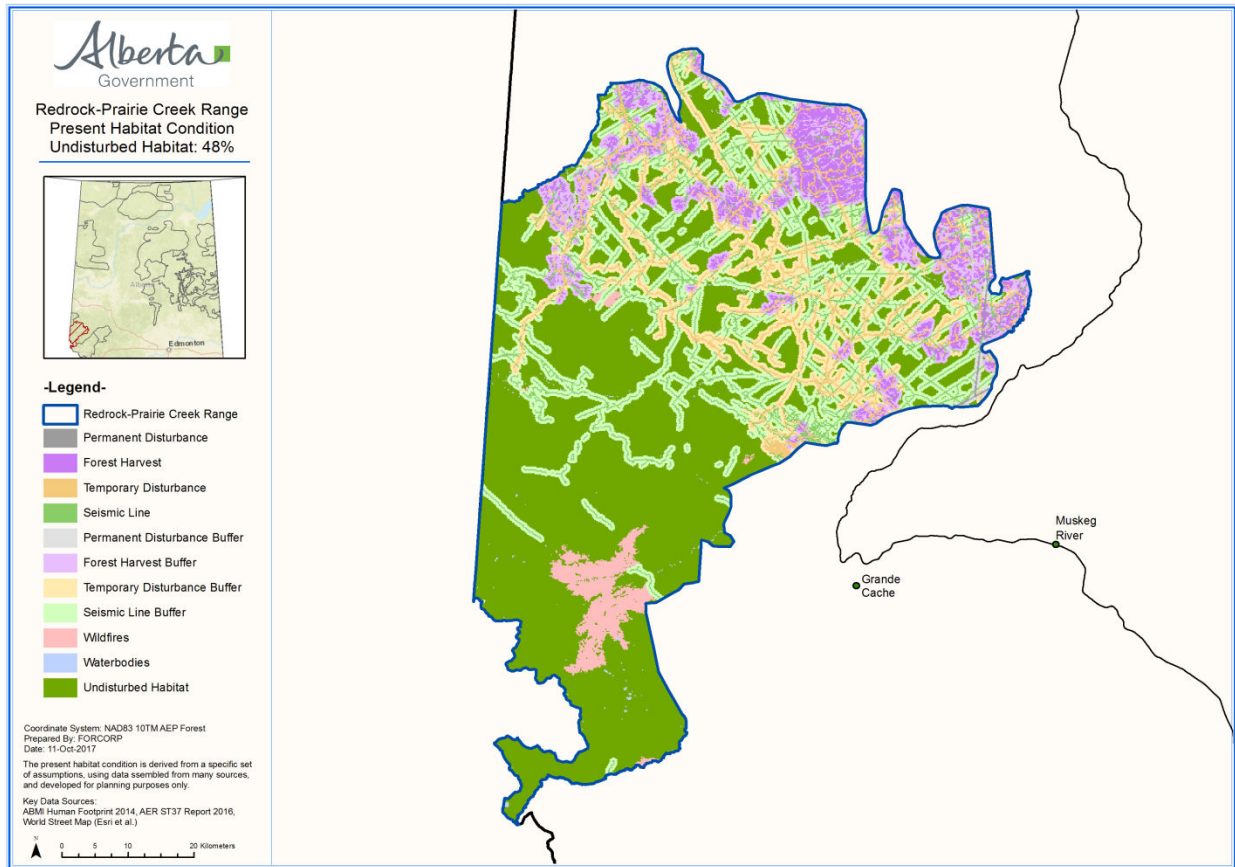 Alberta
Government
Redrock-Prairie Creek Range
Present Habitat Condition
Undisturbed Habitat: 48%
Alberta
Edmonton
-Legend-
Redrock-Prairie Creek Range
Permanent Disturbance
Forest Harvest
Temporary Disturbance
Seismic Line
Permanent Disturbance Buffer
Forest Harvest Buffer
Temporary Disturbance Buffer
Seismic Line Buffer
Wildfires
Waterbodies
Undisturbed Habitat
Coordinate System: NAD83 10TM AEP Forest
Prepared By: FORCORP
Date: 11-Oct-2017
The present habitat condition is derived from a specific set
of assumptions, using data ssembled from many sources,
and developed for planning purposes only.
Key Data Sources:
ABMI Human Footprint 2014, AER ST37 Report 2016,
World Street Map (Esri et al.)
N
0 5 10 20 Kilometers
Muskeg
River
Grande
Cache